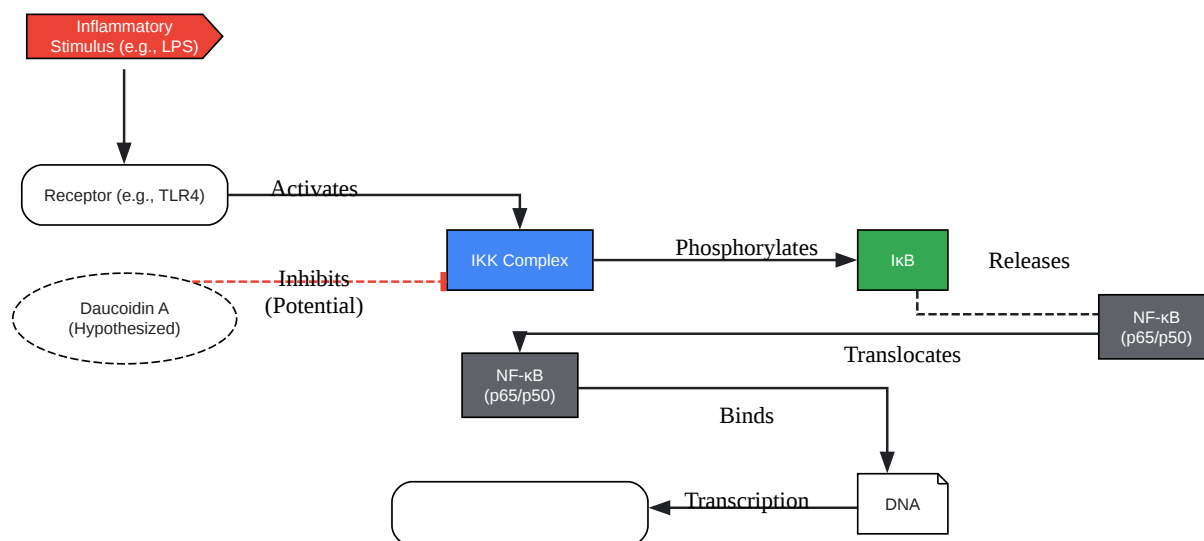 Inflammatory
Stimulus (e.g., LPS)
Receptor (e.g., TLR4)
Activates
IKK Complex
Phosphorylates
IκB
Releases
Inhibits
(Potential)
Daucoidin A
(Hypothesized)
NF-κB
(p65/p50)
Translocates
NF-κB
(p65/p50)
Binds
Transcription
DNA